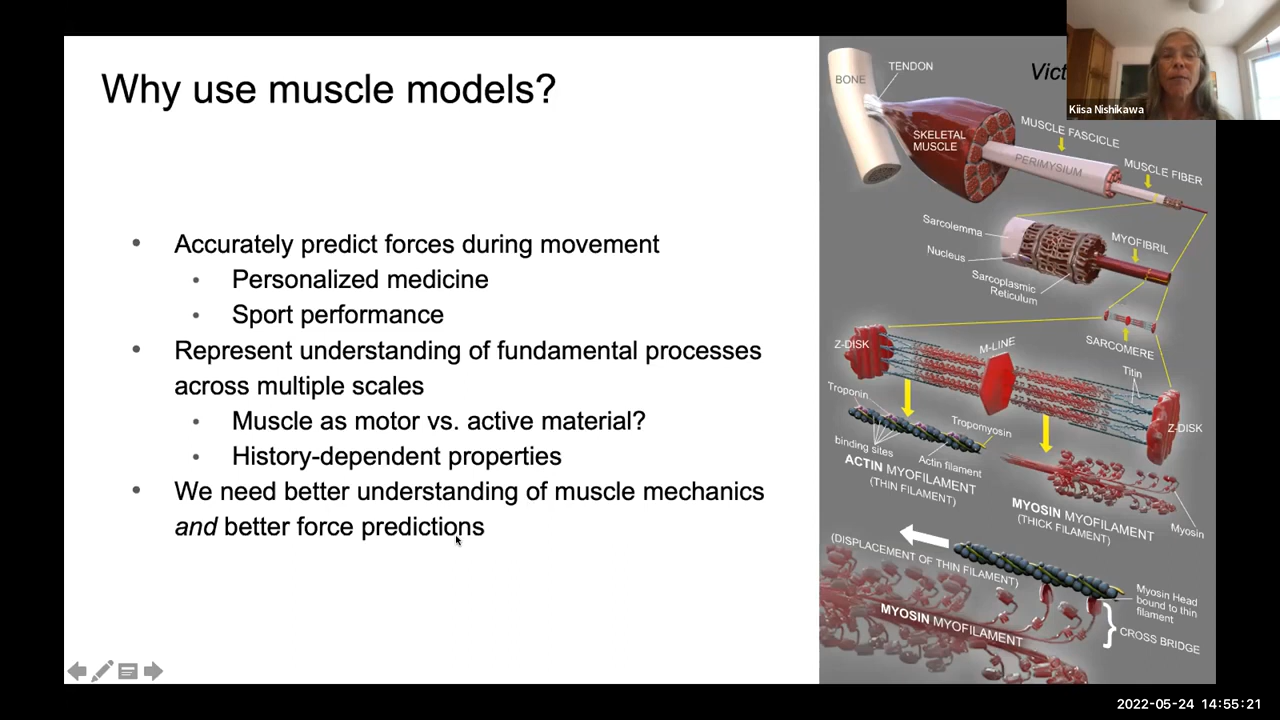 Why use muscle models?
• Accurately predict forces during movement
• Personalized medicine
• Sport performance
• Represent understanding of fundamental processes
across multiple scales
• Muscle as motor vs. active material?
• History-dependent properties
• We need better understanding of muscle mechanics
and better force predictions
Vict
Kiisa Nishikawa
BONE
TENDON
SKELETAL
MUSCLE
MUSCLE FASCICLE
PERIMYSIUM
MUSCLE FIBER
Sarcolemma
Nucleus
Sarcoplasmic
Reticulum
MYOFIBRIL
SARCOMERE
Z-DISK
M-LINE
Titin
Z-DISK
Troponin
Tropomyosin
binding sites
Actin filament
ACTIN MYOFILAMENT
(THIN FILAMENT)
MYOSIN MYOFILAMENT
(THICK FILAMENT)
Myosin
(DISPLACEMENT OF THIN FILAMENT)
Myosin Head
bound to thin
filament
CROSS BRIDGE
MYOSIN MYOFILAMENT
2022-05-24 14:55:21